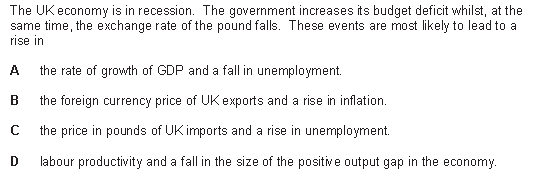 The UK economy is in recession. The government increases its budget deficit whilst, at the
same time, the exchange rate of the pound falls. These events are most likely to lead to a
rise in
A the rate of growth of GDP and a fall in unemployment.
B the foreign currency price of UK exports and a rise in inflation.
C the price in pounds of UK imports and a rise in unemployment.
D labour productivity and a fall in the size of the positive output gap in the economy.